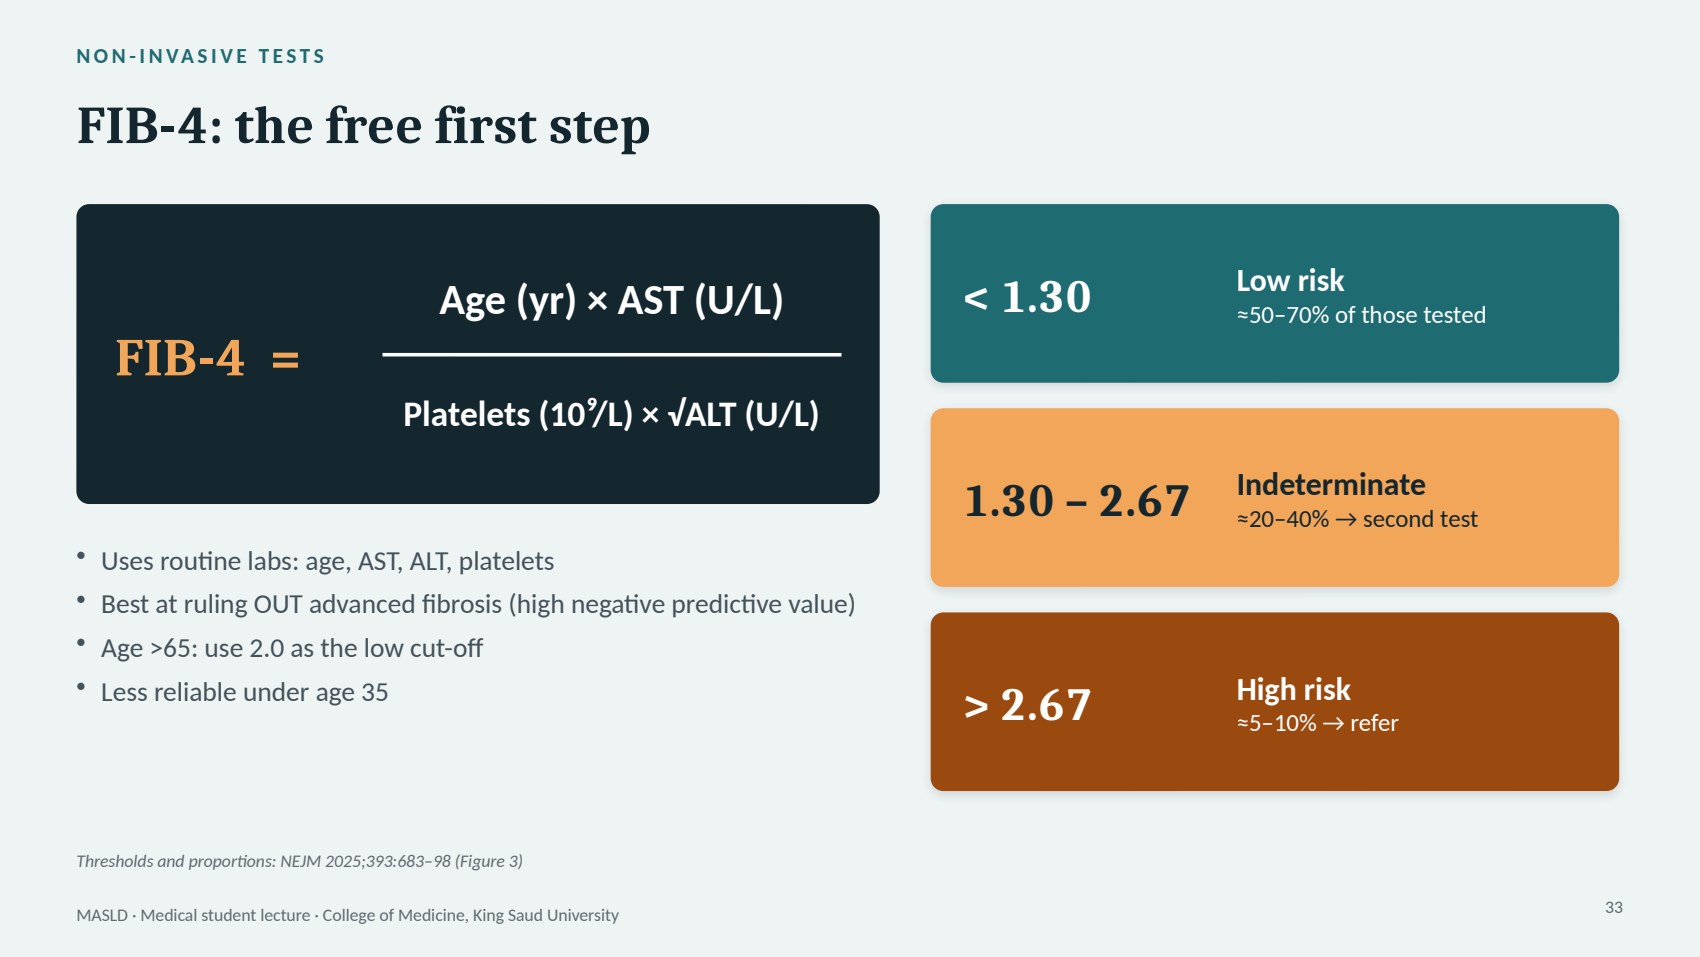 NON-INVASIVE TESTS
FIB-4: the free first step
FIB-4 =
Age (yr) × AST (U/L)
Platelets (10⁹/L) × √ALT (U/L)
• Uses routine labs: age, AST, ALT, platelets
• Best at ruling OUT advanced fibrosis (high negative predictive value)
• Age >65: use 2.0 as the low cut-off
• Less reliable under age 35
< 1.30
Low risk
≈50–70% of those tested
1.30 – 2.67
Indeterminate
≈20–40% → second test
> 2.67
High risk
≈5–10% → refer
Thresholds and proportions: NEJM 2025;393:683–98 (Figure 3)
MASLD · Medical student lecture · College of Medicine, King Saud University
33